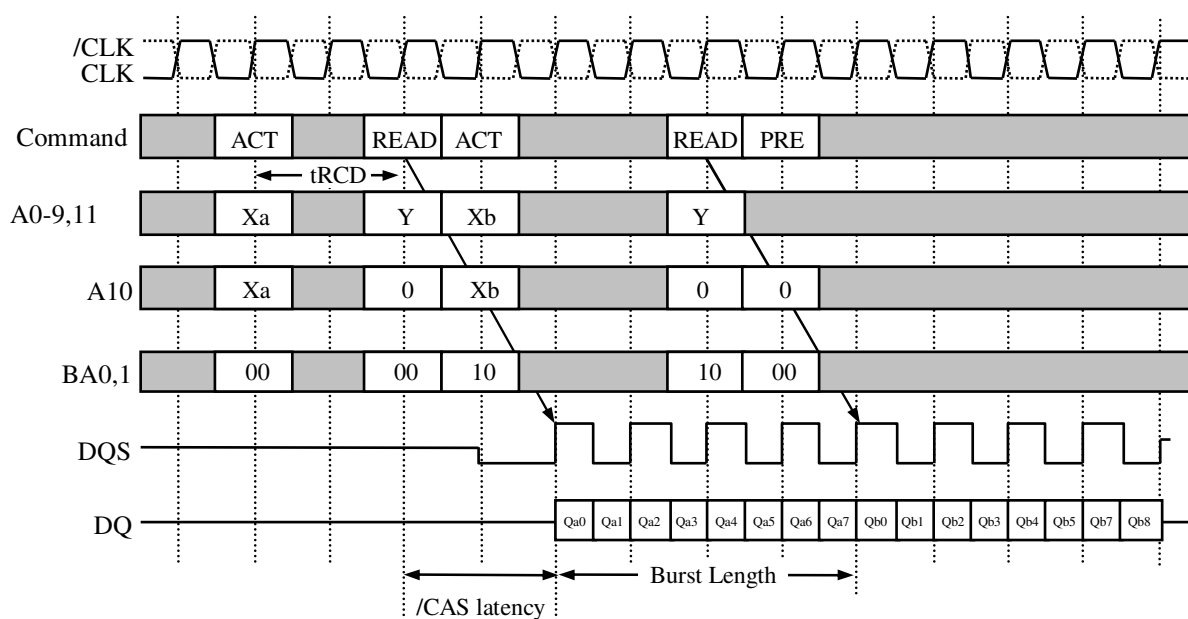 /CLK
CLK
Command ACT READ ACT READ PRE
tRCD
A0-9,11 Xa Y Xb Y
A10 Xa 0 Xb 0 0
BA0,1 00 00 10 10 00
DQS
DQ Qa0 Qa1 Qa2 Qa3 Qa4 Qa5 Qa6 Qa7 Qb0 Qb1 Qb2 Qb3 Qb4 Qb5 Qb7 Qb8
Burst Length
/CAS latency